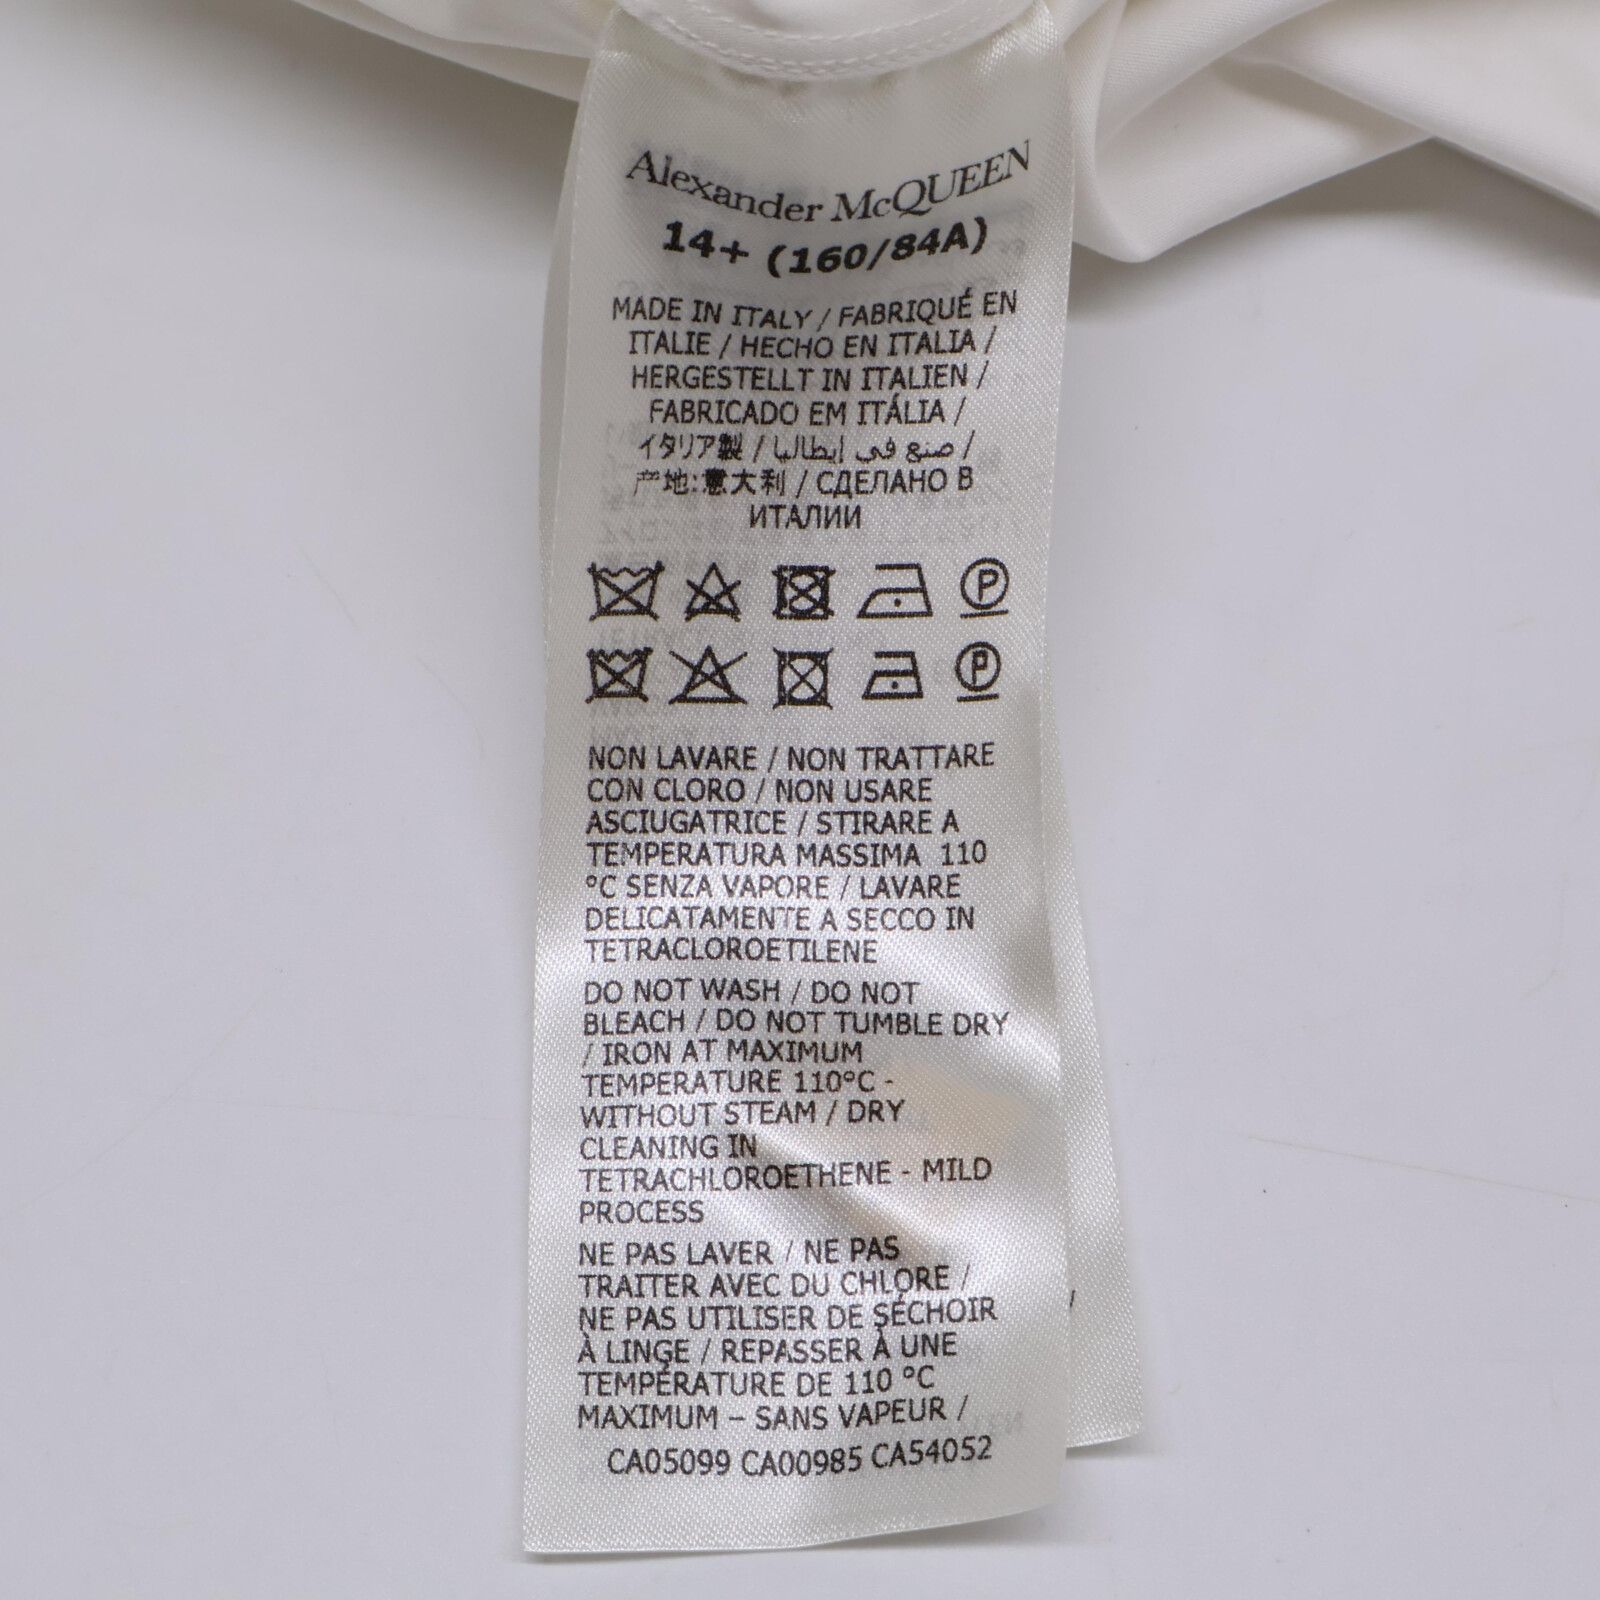 Alexander McQUEEN
14+ (160/84A)
MADE IN ITALY / FABRIQUÉ EN
ITALIE / HECHO EN ITALIA /
HERGESTELLT IN ITALIEN /
FABRICADO EM ITÁLIA /
イタリア製 / صنع في إيطاليا /
产地:意大利 / СДЕЛАНО В
ИТАЛИИ
P
P
NON LAVARE / NON TRATTARE
CON CLORO / NON USARE
ASCIUGATRICE / STIRARE A
TEMPERATURA MASSIMA 110
°C SENZA VAPORE / LAVARE
DELICATAMENTE A SECCO IN
TETRACLOROETILENE
DO NOT WASH / DO NOT
BLEACH / DO NOT TUMBLE DRY
/ IRON AT MAXIMUM
TEMPERATURE 110°C -
WITHOUT STEAM / DRY
CLEANING IN
TETRACHLOROETHENE - MILD
PROCESS
NE PAS LAVER / NE PAS
TRAITER AVEC DU CHLORE /
NE PAS UTILISER DE SÉCHOIR
À LINGE / REPASSER À UNE
TEMPÉRATURE DE 110 °C
MAXIMUM – SANS VAPEUR /
CA05099 CA00985 CA54052